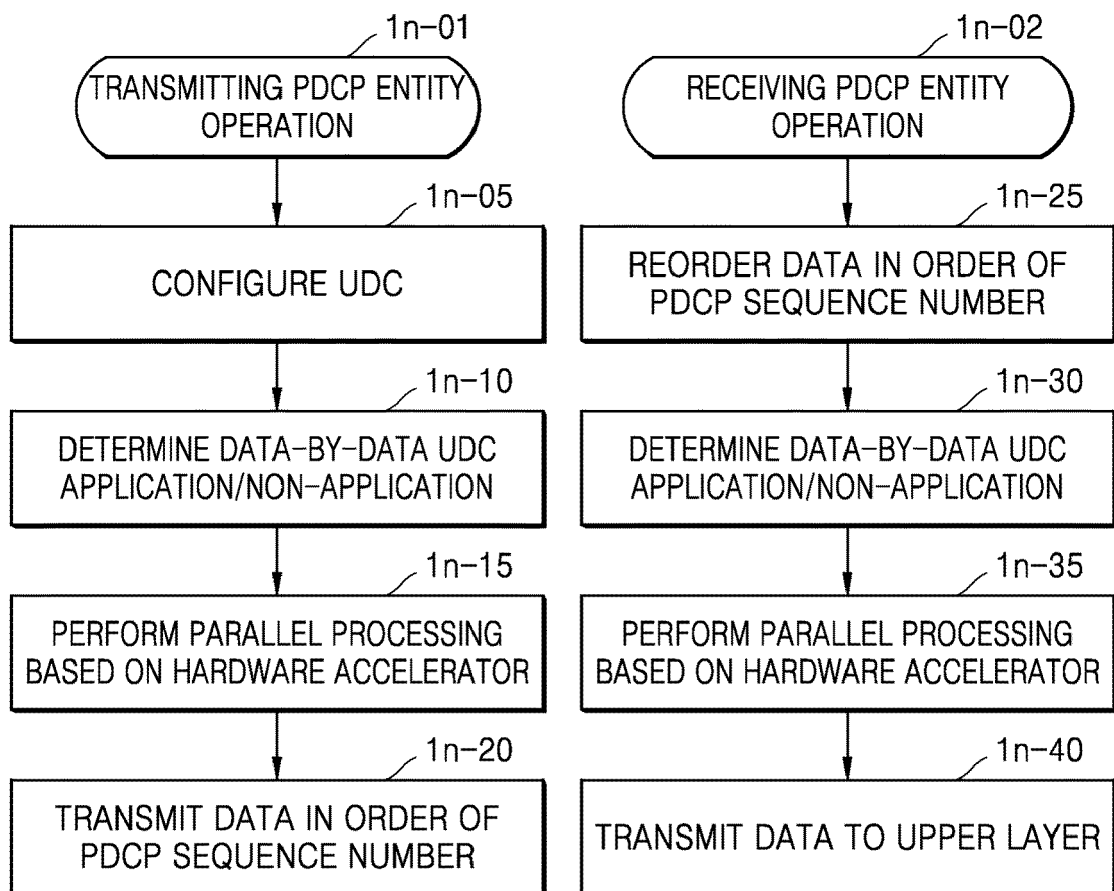 1n-01
TRANSMITTING PDCP ENTITY
OPERATION
1n-05
CONFIGURE UDC
1n-10
DETERMINE DATA-BY-DATA UDC
APPLICATION/NON-APPLICATION
1n-15
PERFORM PARALLEL PROCESSING
BASED ON HARDWARE ACCELERATOR
1n-20
TRANSMIT DATA IN ORDER OF
PDCP SEQUENCE NUMBER
1n-02
RECEIVING PDCP ENTITY
OPERATION
1n-25
REORDER DATA IN ORDER OF
PDCP SEQUENCE NUMBER
1n-30
DETERMINE DATA-BY-DATA UDC
APPLICATION/NON-APPLICATION
1n-35
PERFORM PARALLEL PROCESSING
BASED ON HARDWARE ACCELERATOR
1n-40
TRANSMIT DATA TO UPPER LAYER